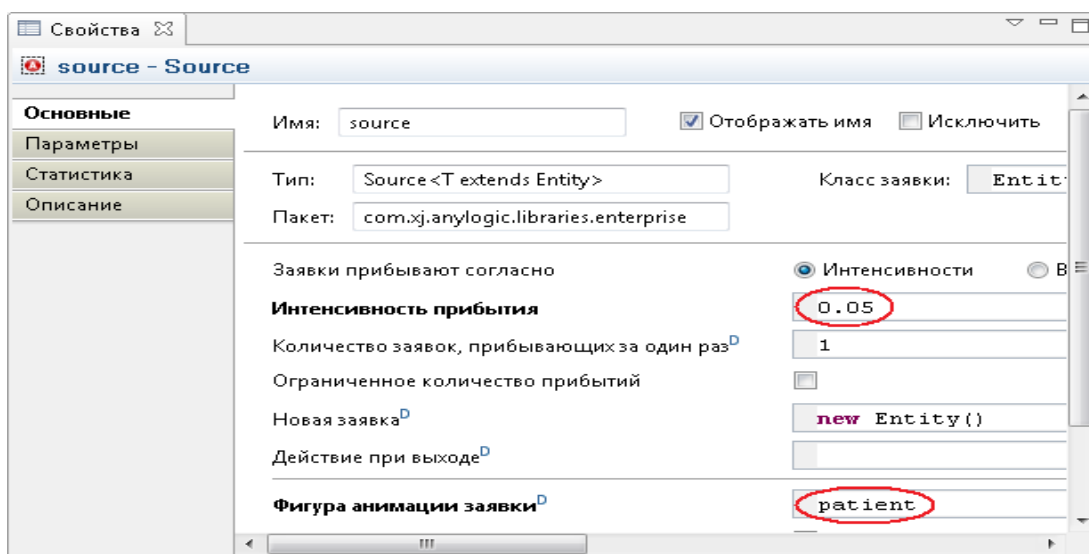 Свойства
source - Source
Основные
Параметры
Статистика
Описание
Имя: source Отображать имя Исключить
Тип: Source<T extends Entity> Класс заявки: Entit
Пакет: com.xj.anylogic.libraries.enterprise
Заявки прибывают согласно Интенсивности В
Интенсивность прибытия 0.05
Количество заявок, прибывающих за один раз D 1
Ограниченное количество прибытий
Новая заявка D new Entity()
Действие при выходе D
Фигура анимации заявки D patient